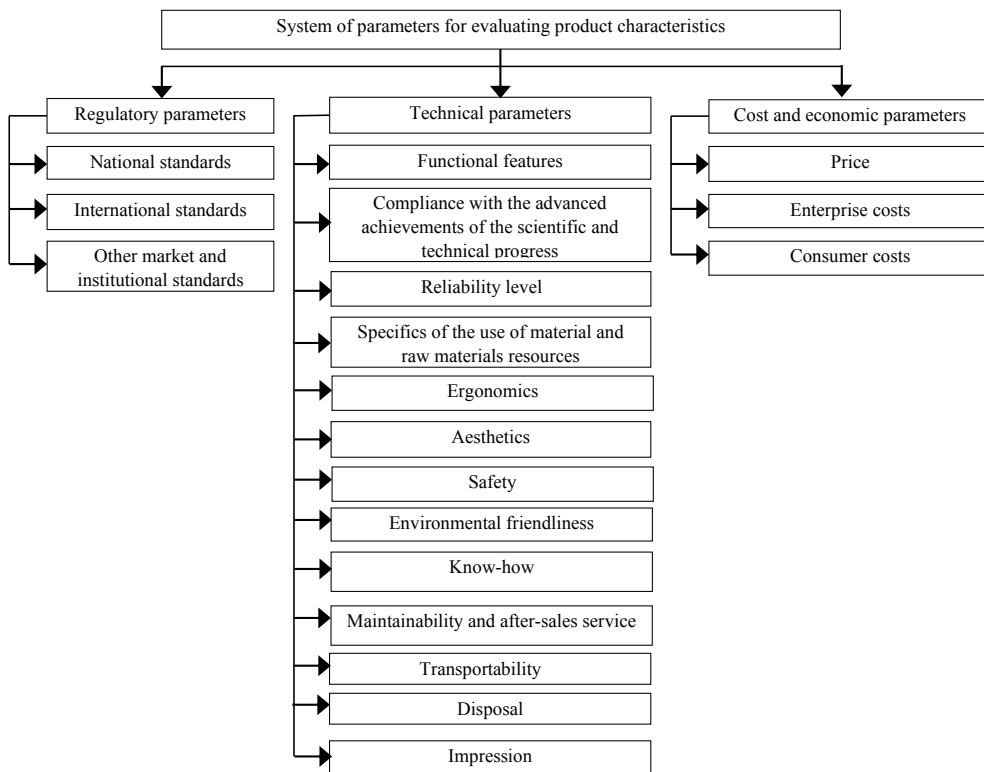 System of parameters for evaluating product characteristics
Regulatory parameters
National standards
International standards
Other market and
institutional standards
Technical parameters
Functional features
Compliance with the advanced
achievements of the scientific and
technical progress
Reliability level
Specifics of the use of material and
raw materials resources
Ergonomics
Aesthetics
Safety
Environmental friendliness
Know-how
Maintainability and after-sales service
Transportability
Disposal
Impression
Cost and economic parameters
Price
Enterprise costs
Consumer costs